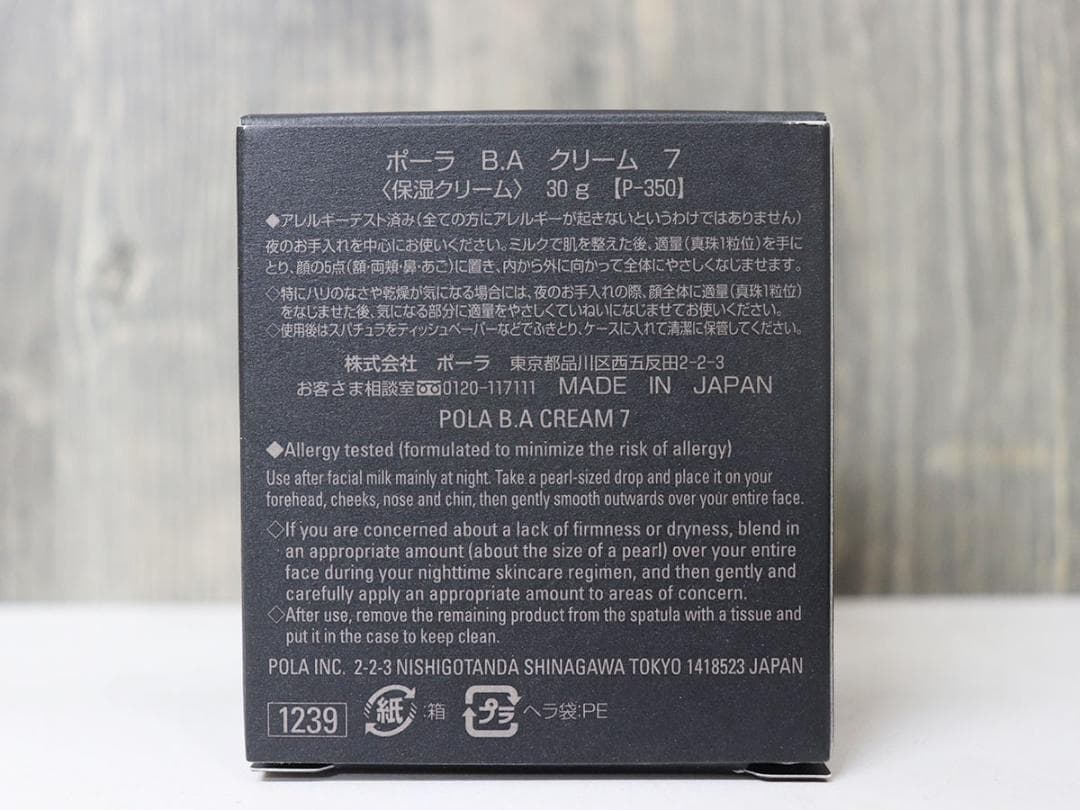 ポーラ B.A クリーム 7
〈保湿クリーム〉 30g 【P-350】
◆アレルギーテスト済み(全ての方にアレルギーが起きないというわけではありません)
夜のお手入れを中心にお使いください。ミルクで肌を整えた後、適量(真珠1粒位)を手に
とり、顔の5点(額・両頬・鼻・あご)に置き、内から外に向かって全体にやさしくなじませます。
◇特にハリのなさや乾燥が気になる場合には、夜のお手入れの際、顔全体に適量(真珠1粒位)
をなじませた後、気になる部分に適量をやさしくていねいになじませてお使いください。
◇使用後はスパチュラをティッシュペーパーなどでふきとり、ケースに入れて清潔に保管してください。
株式会社 ポーラ 東京都品川区西五反田2-2-3
お客さま相談室 0120-117111 MADE IN JAPAN
POLA B.A CREAM 7
◆Allergy tested (formulated to minimize the risk of allergy)
Use after facial milk mainly at night. Take a pearl-sized drop and place it on your
forehead, cheeks, nose and chin, then gently smooth outwards over your entire face.
◇If you are concerned about a lack of firmness or dryness, blend in
an appropriate amount (about the size of a pearl) over your entire
face during your nighttime skincare regimen, and then gently and
carefully apply an appropriate amount to areas of concern.
◇After use, remove the remaining product from the spatula with a tissue and
put it in the case to keep clean.
POLA INC. 2-2-3 NISHIGOTANDA SHINAGAWA TOKYO 1418523 JAPAN
1239 紙:箱 プラ ヘラ袋:PE